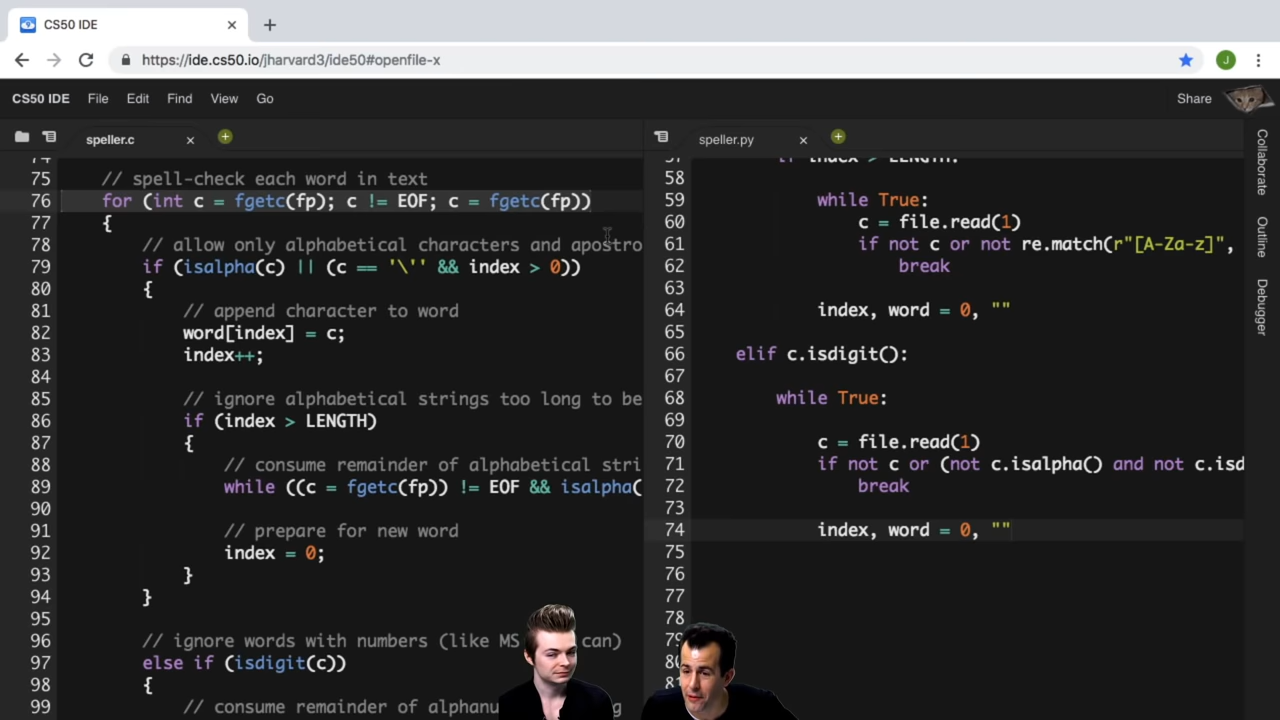 CS50 IDE
https://ide.cs50.io/jharvard3/ide50#openfile-x
J
CS50 IDE File Edit Find View Go Share
speller.c
74
75 // spell-check each word in text
76 for (int c = fgetc(fp); c != EOF; c = fgetc(fp))
77 {
78 // allow only alphabetical characters and apostro
79 if (isalpha(c) || (c == '\'' && index > 0))
80 {
81 // append character to word
82 word[index] = c;
83 index++;
84
85 // ignore alphabetical strings too long to be
86 if (index > LENGTH)
87 {
88 // consume remainder of alphabetical stri
89 while ((c = fgetc(fp)) != EOF && isalpha(
90
91 // prepare for new word
92 index = 0;
93 }
94 }
95
96 // ignore words with numbers (like MS can)
97 else if (isdigit(c))
98 {
99 // consume remainder of alphanu g
speller.py
57 if index > LENGTH:
58
59 while True:
60 c = file.read(1)
61 if not c or not re.match(r"[A-Za-z]",
62 break
63
64 index, word = 0, ""
65
66 elif c.isdigit():
67
68 while True:
69
70 c = file.read(1)
71 if not c or (not c.isalpha() and not c.isd
72 break
73
74 index, word = 0, ""
75
76
77
78
79
80
81
Collaborate
Outline
Debugger